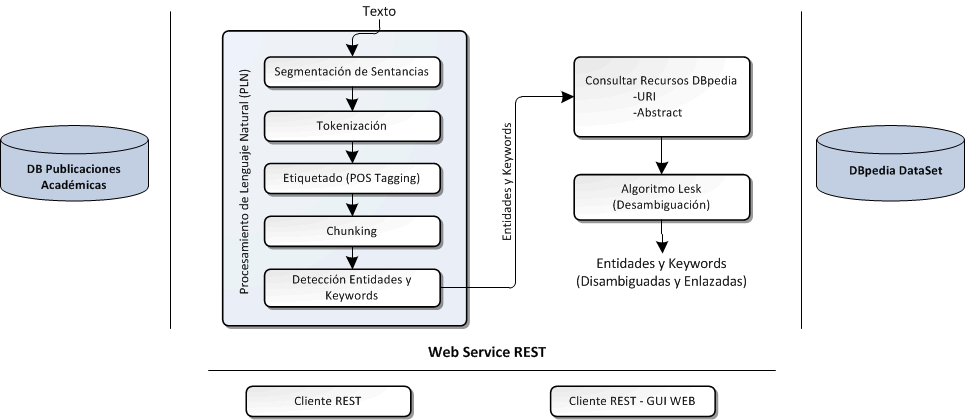 Texto
Procesamiento de Lenguaje Natural (PLN)
Segmentación de Sentancias
Tokenización
Etiquetado (POS Tagging)
Chunking
Detección Entidades y
Keywords
Entidades y Keywords
Consultar Recursos DBpedia
-URI
-Abstract
Algoritmo Lesk
(Desambiguación)
Entidades y Keywords
(Disambiguadas y Enlazadas)
DB Publicaciones
Académicas
DBpedia DataSet
Web Service REST
Cliente REST
Cliente REST - GUI WEB